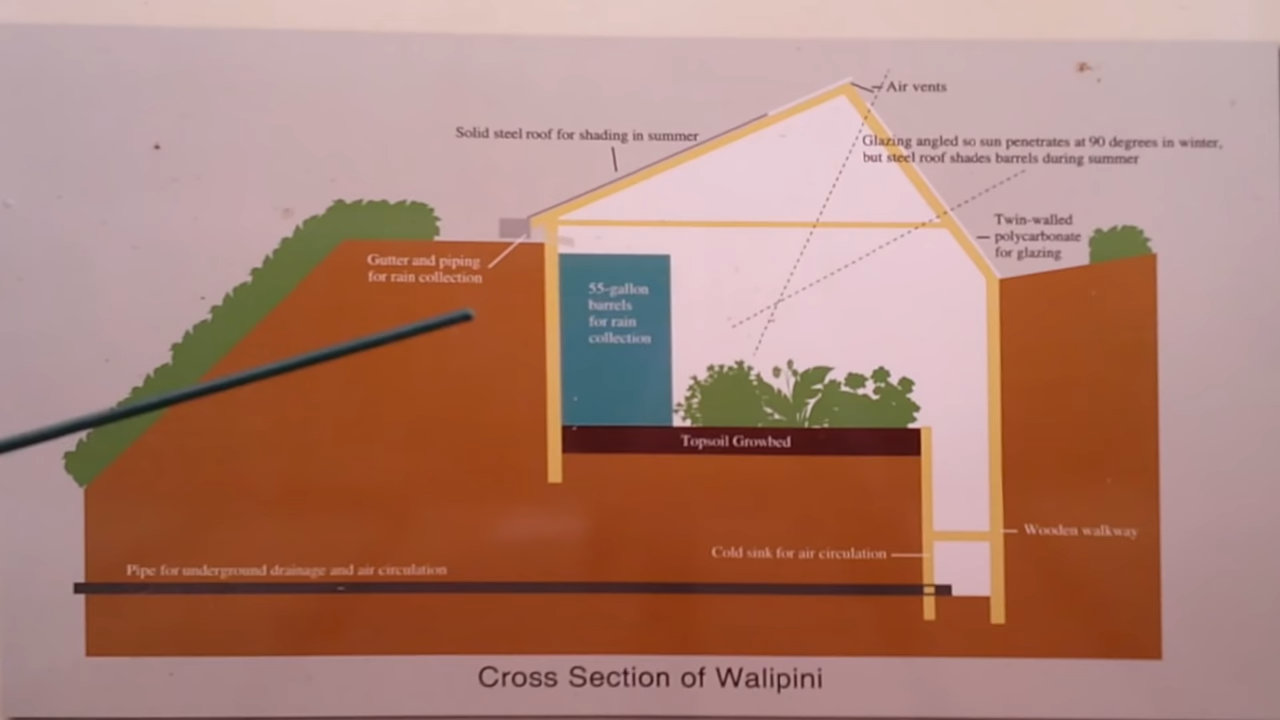 Air vents
Solid steel roof for shading in summer
Glazing angled so sun penetrates at 90 degrees in winter,
but steel roof shades barrels during summer
Twin-walled
polycarbonate
for glazing
Gutter and piping
for rain collection
55-gallon
barrels
for rain
collection
Topsoil Growbed
Wooden walkway
Cold sink for air circulation
Pipe for underground drainage and air circulation
Cross Section of Walipini